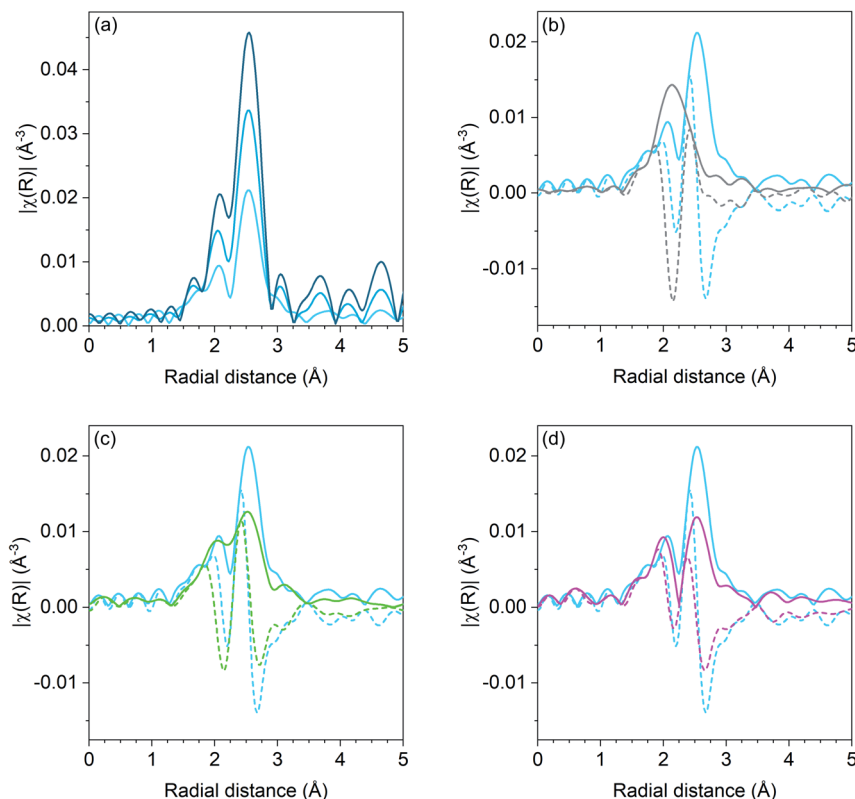 (a)
0.04
0.03
0.02
0.01
0.00
|χ(R)| (Å⁻³)
0 1 2 3 4 5
Radial distance (Å)
(b)
0.02
0.01
0.00
-0.01
|χ(R)| (Å⁻³)
0 1 2 3 4 5
Radial distance (Å)
(c)
0.02
0.01
0.00
-0.01
|χ(R)| (Å⁻³)
0 1 2 3 4 5
Radial distance (Å)
(d)
0.02
0.01
0.00
-0.01
|χ(R)| (Å⁻³)
0 1 2 3 4 5
Radial distance (Å)